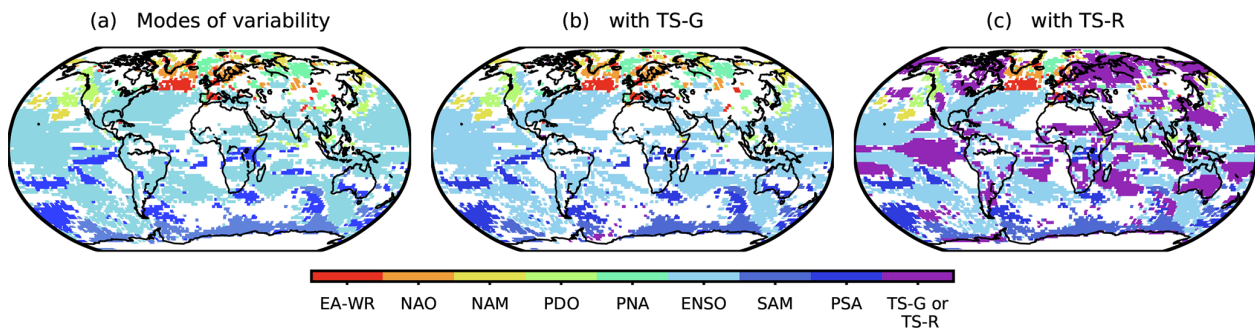 (a) Modes of variability
(b) with TS-G
(c) with TS-R
EA-WR NAO NAM PDO PNA ENSO SAM PSA TS-G or
TS-R